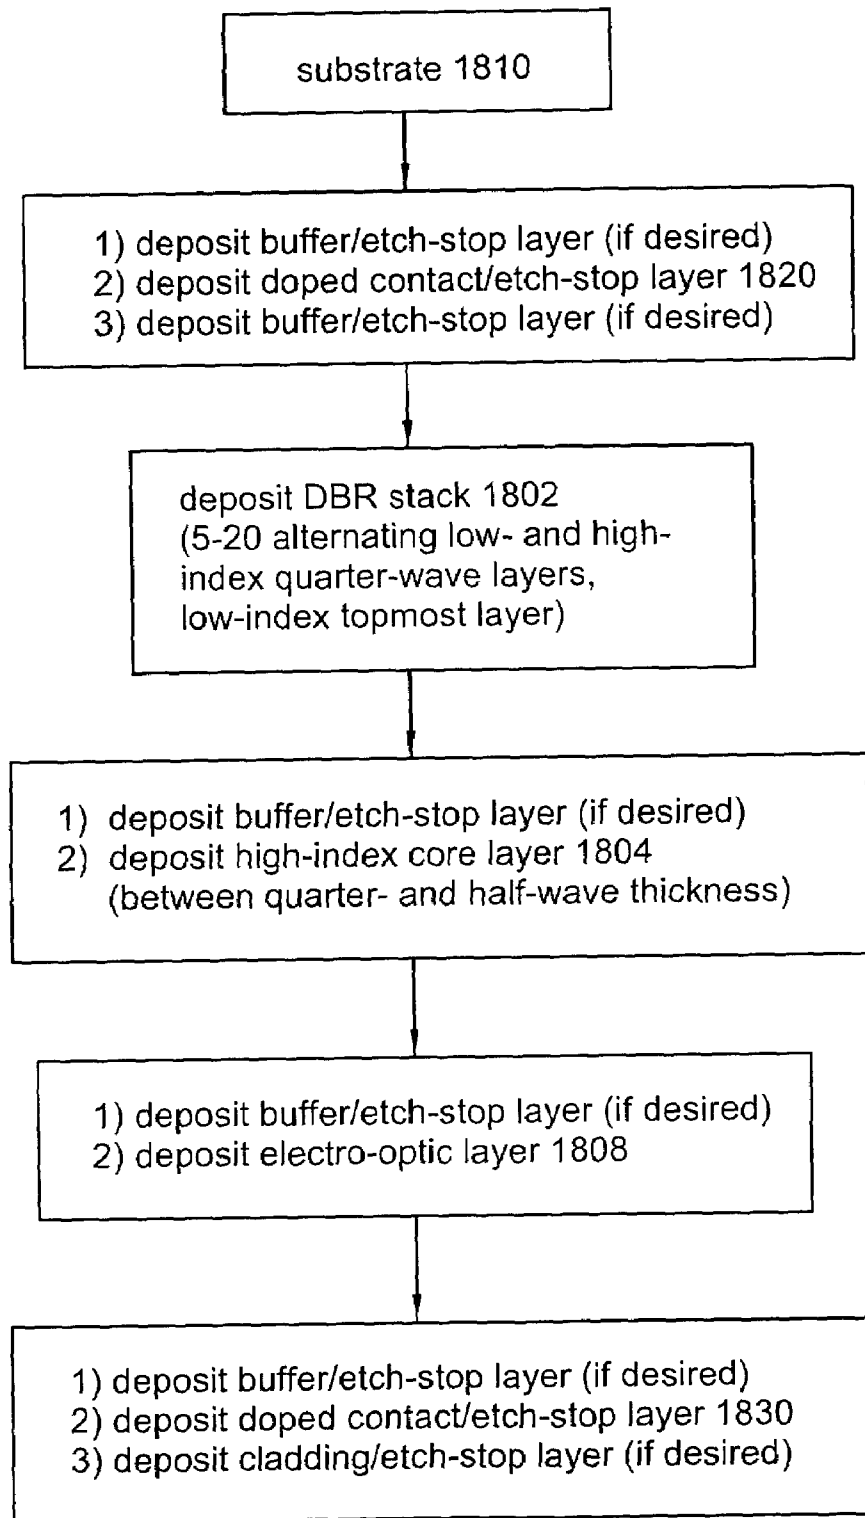 substrate 1810
1) deposit buffer/etch-stop layer (if desired)
2) deposit doped contact/etch-stop layer 1820
3) deposit buffer/etch-stop layer (if desired)
deposit DBR stack 1802
(5-20 alternating low- and high-
index quarter-wave layers,
low-index topmost layer)
1) deposit buffer/etch-stop layer (if desired)
2) deposit high-index core layer 1804
(between quarter- and half-wave thickness)
1) deposit buffer/etch-stop layer (if desired)
2) deposit electro-optic layer 1808
1) deposit buffer/etch-stop layer (if desired)
2) deposit doped contact/etch-stop layer 1830
3) deposit cladding/etch-stop layer (if desired)